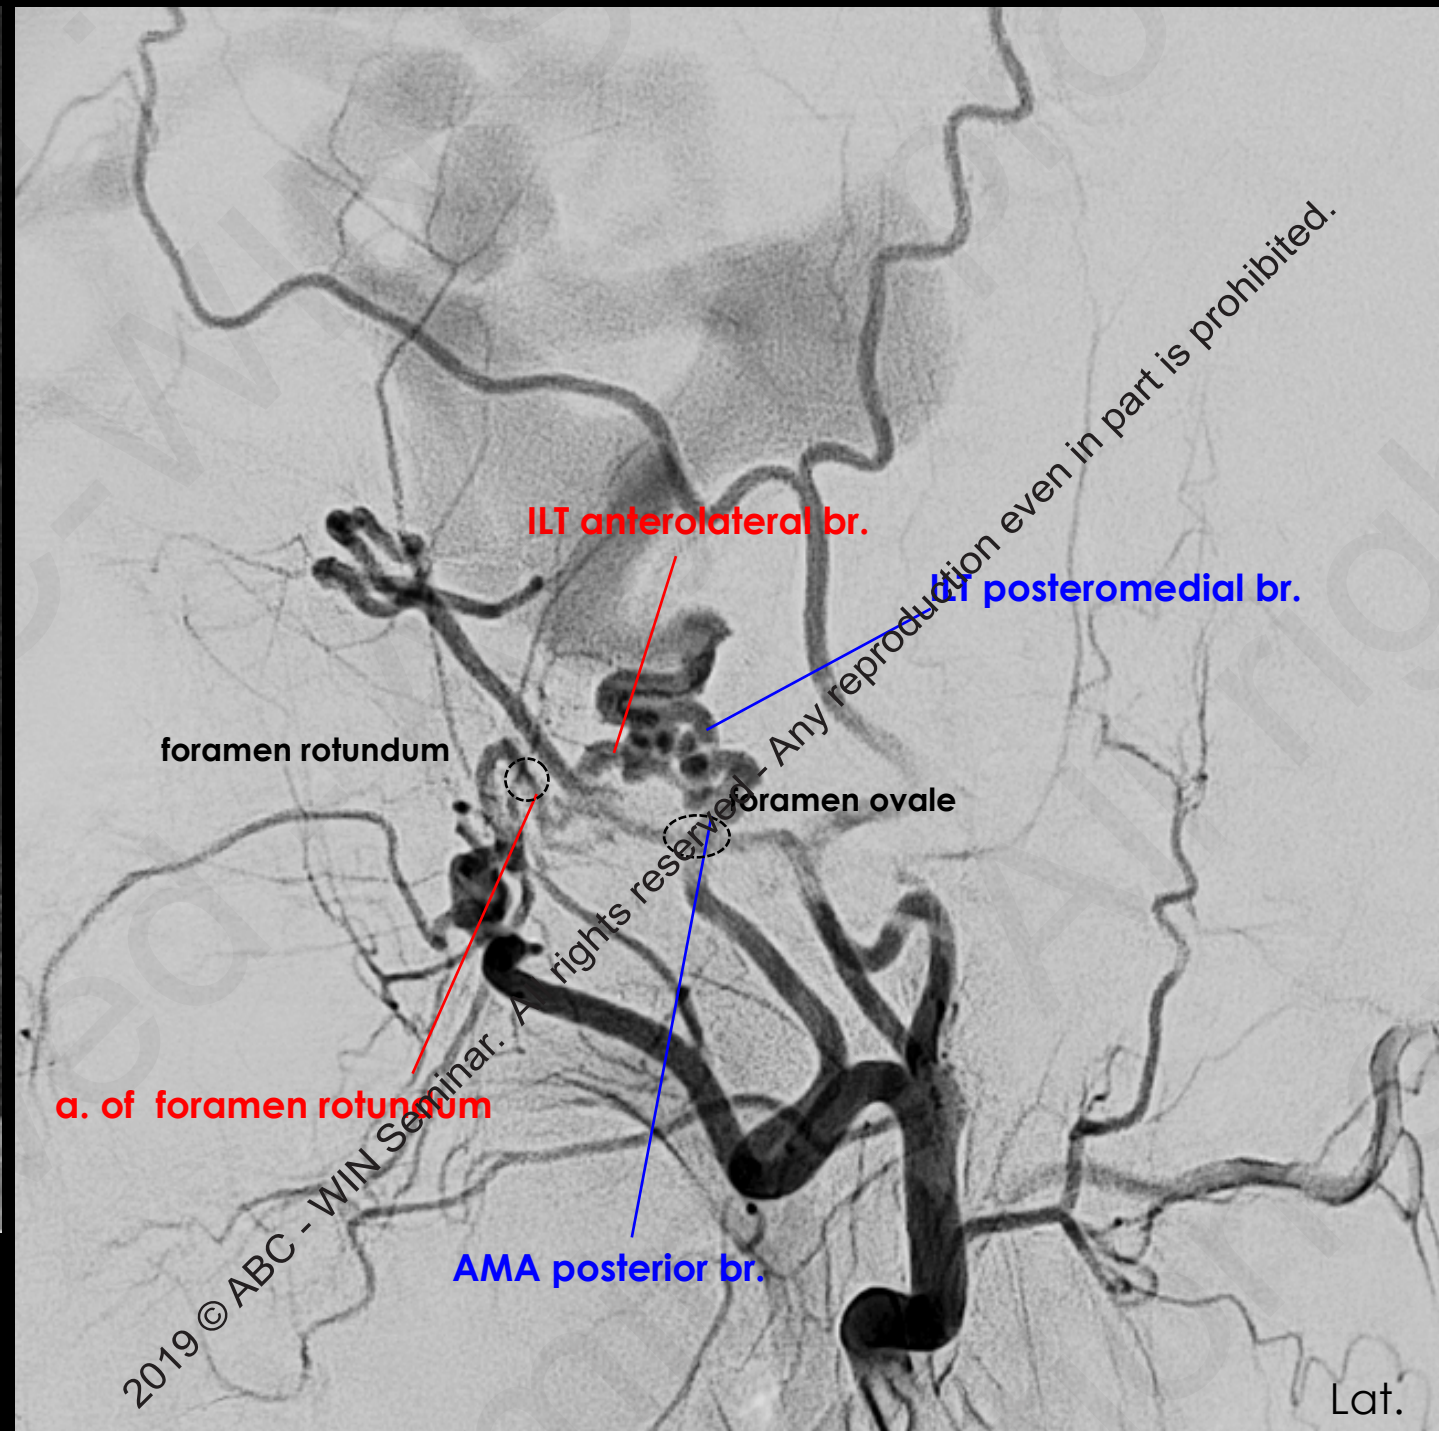 ILT anterolateral br.
ILT posteromedial br.
foramen rotundum
foramen ovale
a. of foramen rotundum
AMA posterior br.
2019 © ABC - WIN Seminar. All rights reserved - Any reproduction even in part is prohibited.
Lat.